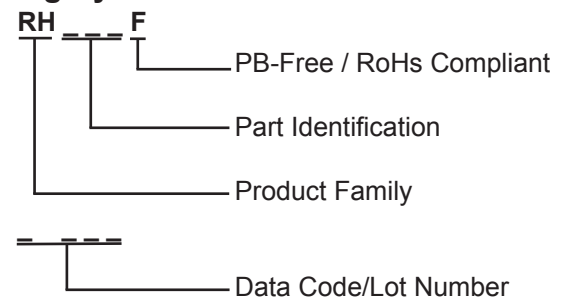 RH _ _ _ F
PB-Free / RoHs Compliant
Part Identification
Product Family
_ _ _ _
Data Code/Lot Number